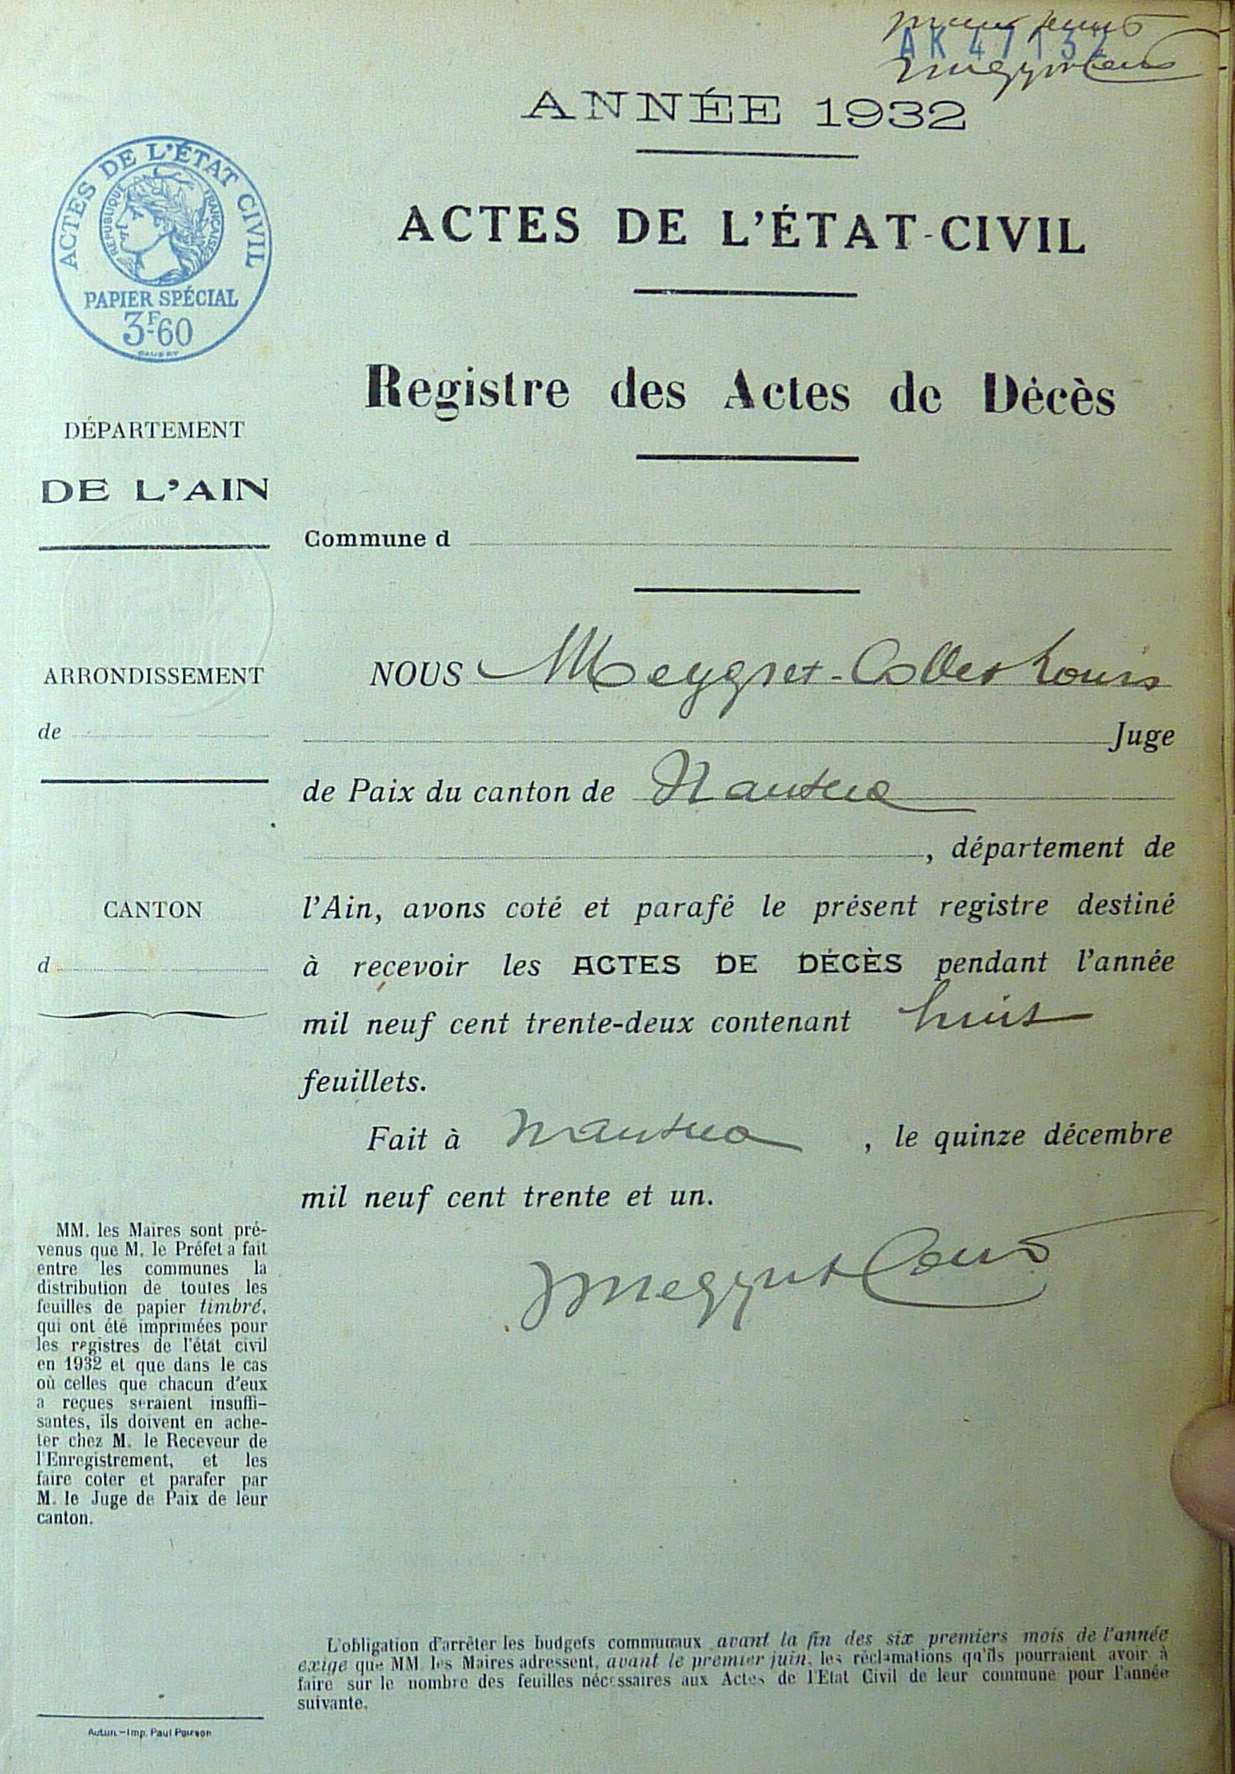 AK 47132
ANNÉE 1932
ACTES DE L'ÉTAT CIVIL
RÉPUBLIQUE FRANÇAISE
PAPIER SPÉCIAL
3F.60
ACTES DE L'ÉTAT-CIVIL
Registre des Actes de Décès
DÉPARTEMENT
DE L'AIN
Commune d
ARRONDISSEMENT
de
CANTON
d
NOUS Meygret-Collet Louis
Juge
de Paix du canton de Nantua
, département de
l'Ain, avons coté et parafé le présent registre destiné
à recevoir les ACTES DE DÉCÈS pendant l'année
mil neuf cent trente-deux contenant huit
feuillets.
Fait à Nantua , le quinze décembre
mil neuf cent trente et un.
MM. les Maires sont pré-
venus que M. le Préfet a fait
entre les communes la
distribution de toutes les
feuilles de papier timbré,
qui ont été imprimées pour
les registres de l'état civil
en 1932 et que dans le cas
où celles que chacun d'eux
a reçues seraient insuffi-
santes, ils doivent en ache-
ter chez M. le Receveur de
l'Enregistrement, et les
faire coter et parafer par
M. le Juge de Paix de leur
canton.
L'obligation d'arrêter les budgets communaux avant la fin des six premiers mois de l'année
exige que MM. les Maires adressent, avant le premier juin, les réclamations qu'ils pourraient avoir à
faire sur le nombre des feuilles nécessaires aux Actes de l'Etat Civil de leur commune pour l'année
suivante.
Autun.—Imp. Paul Poirson